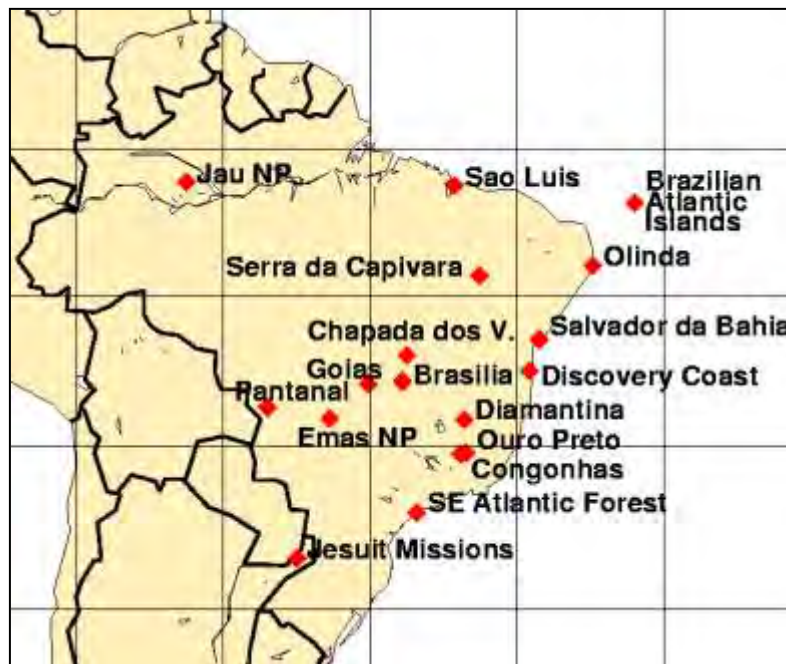 Jau NP
Sao Luis
Brazilian
Atlantic
Islands
Olinda
Serra da Capivara
Salvador da Bahia
Chapada dos V.
Goias
Brasilia
Discovery Coast
Pantanal
Emas NP
Diamantina
Ouro Preto
Congonhas
SE Atlantic Forest
Jesuit Missions